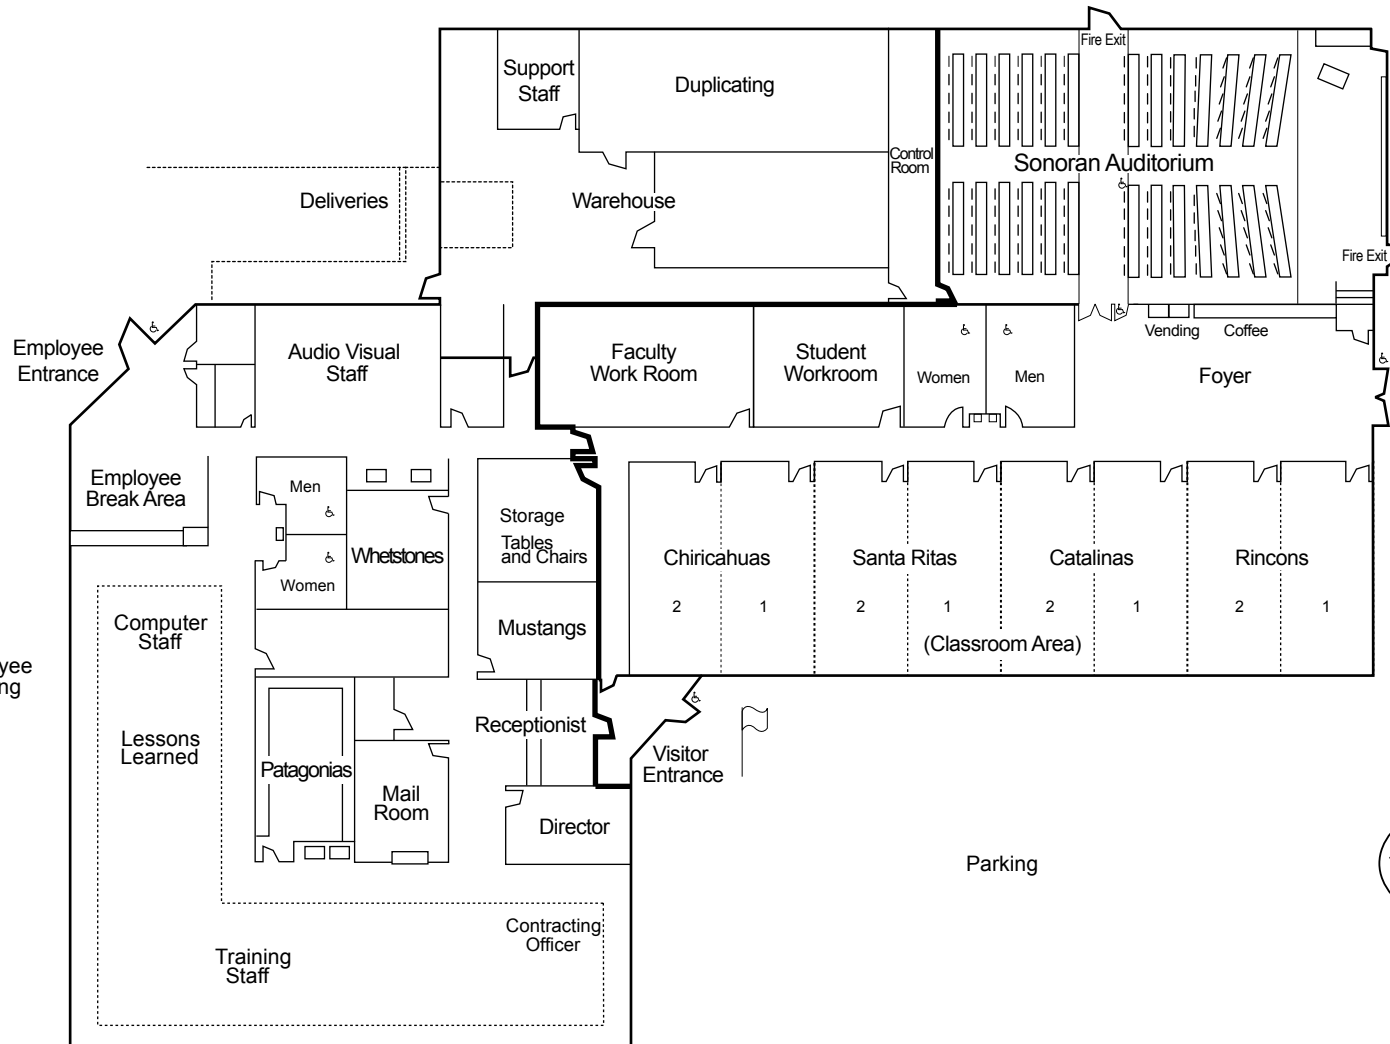 Fire Exit
Support
Staff
Duplicating
Control
Room
Sonoran Auditorium
Deliveries
Warehouse
Fire Exit
Vending
Coffee
Employee
Entrance
Audio Visual
Staff
Faculty
Work Room
Student
Workroom
Women
Men
Foyer
Employee
Break Area
Men
Whetstones
Women
Storage
Tables
and Chairs
Chiricahuas
Santa Ritas
Catalinas
Rincons
2
1
2
1
2
1
2
1
(Classroom Area)
Computer
Staff
Mustangs
yee
ng
Lessons
Learned
Receptionist
Patagonias
Mail
Room
Visitor
Entrance
Director
Parking
Contracting
Officer
Training
Staff